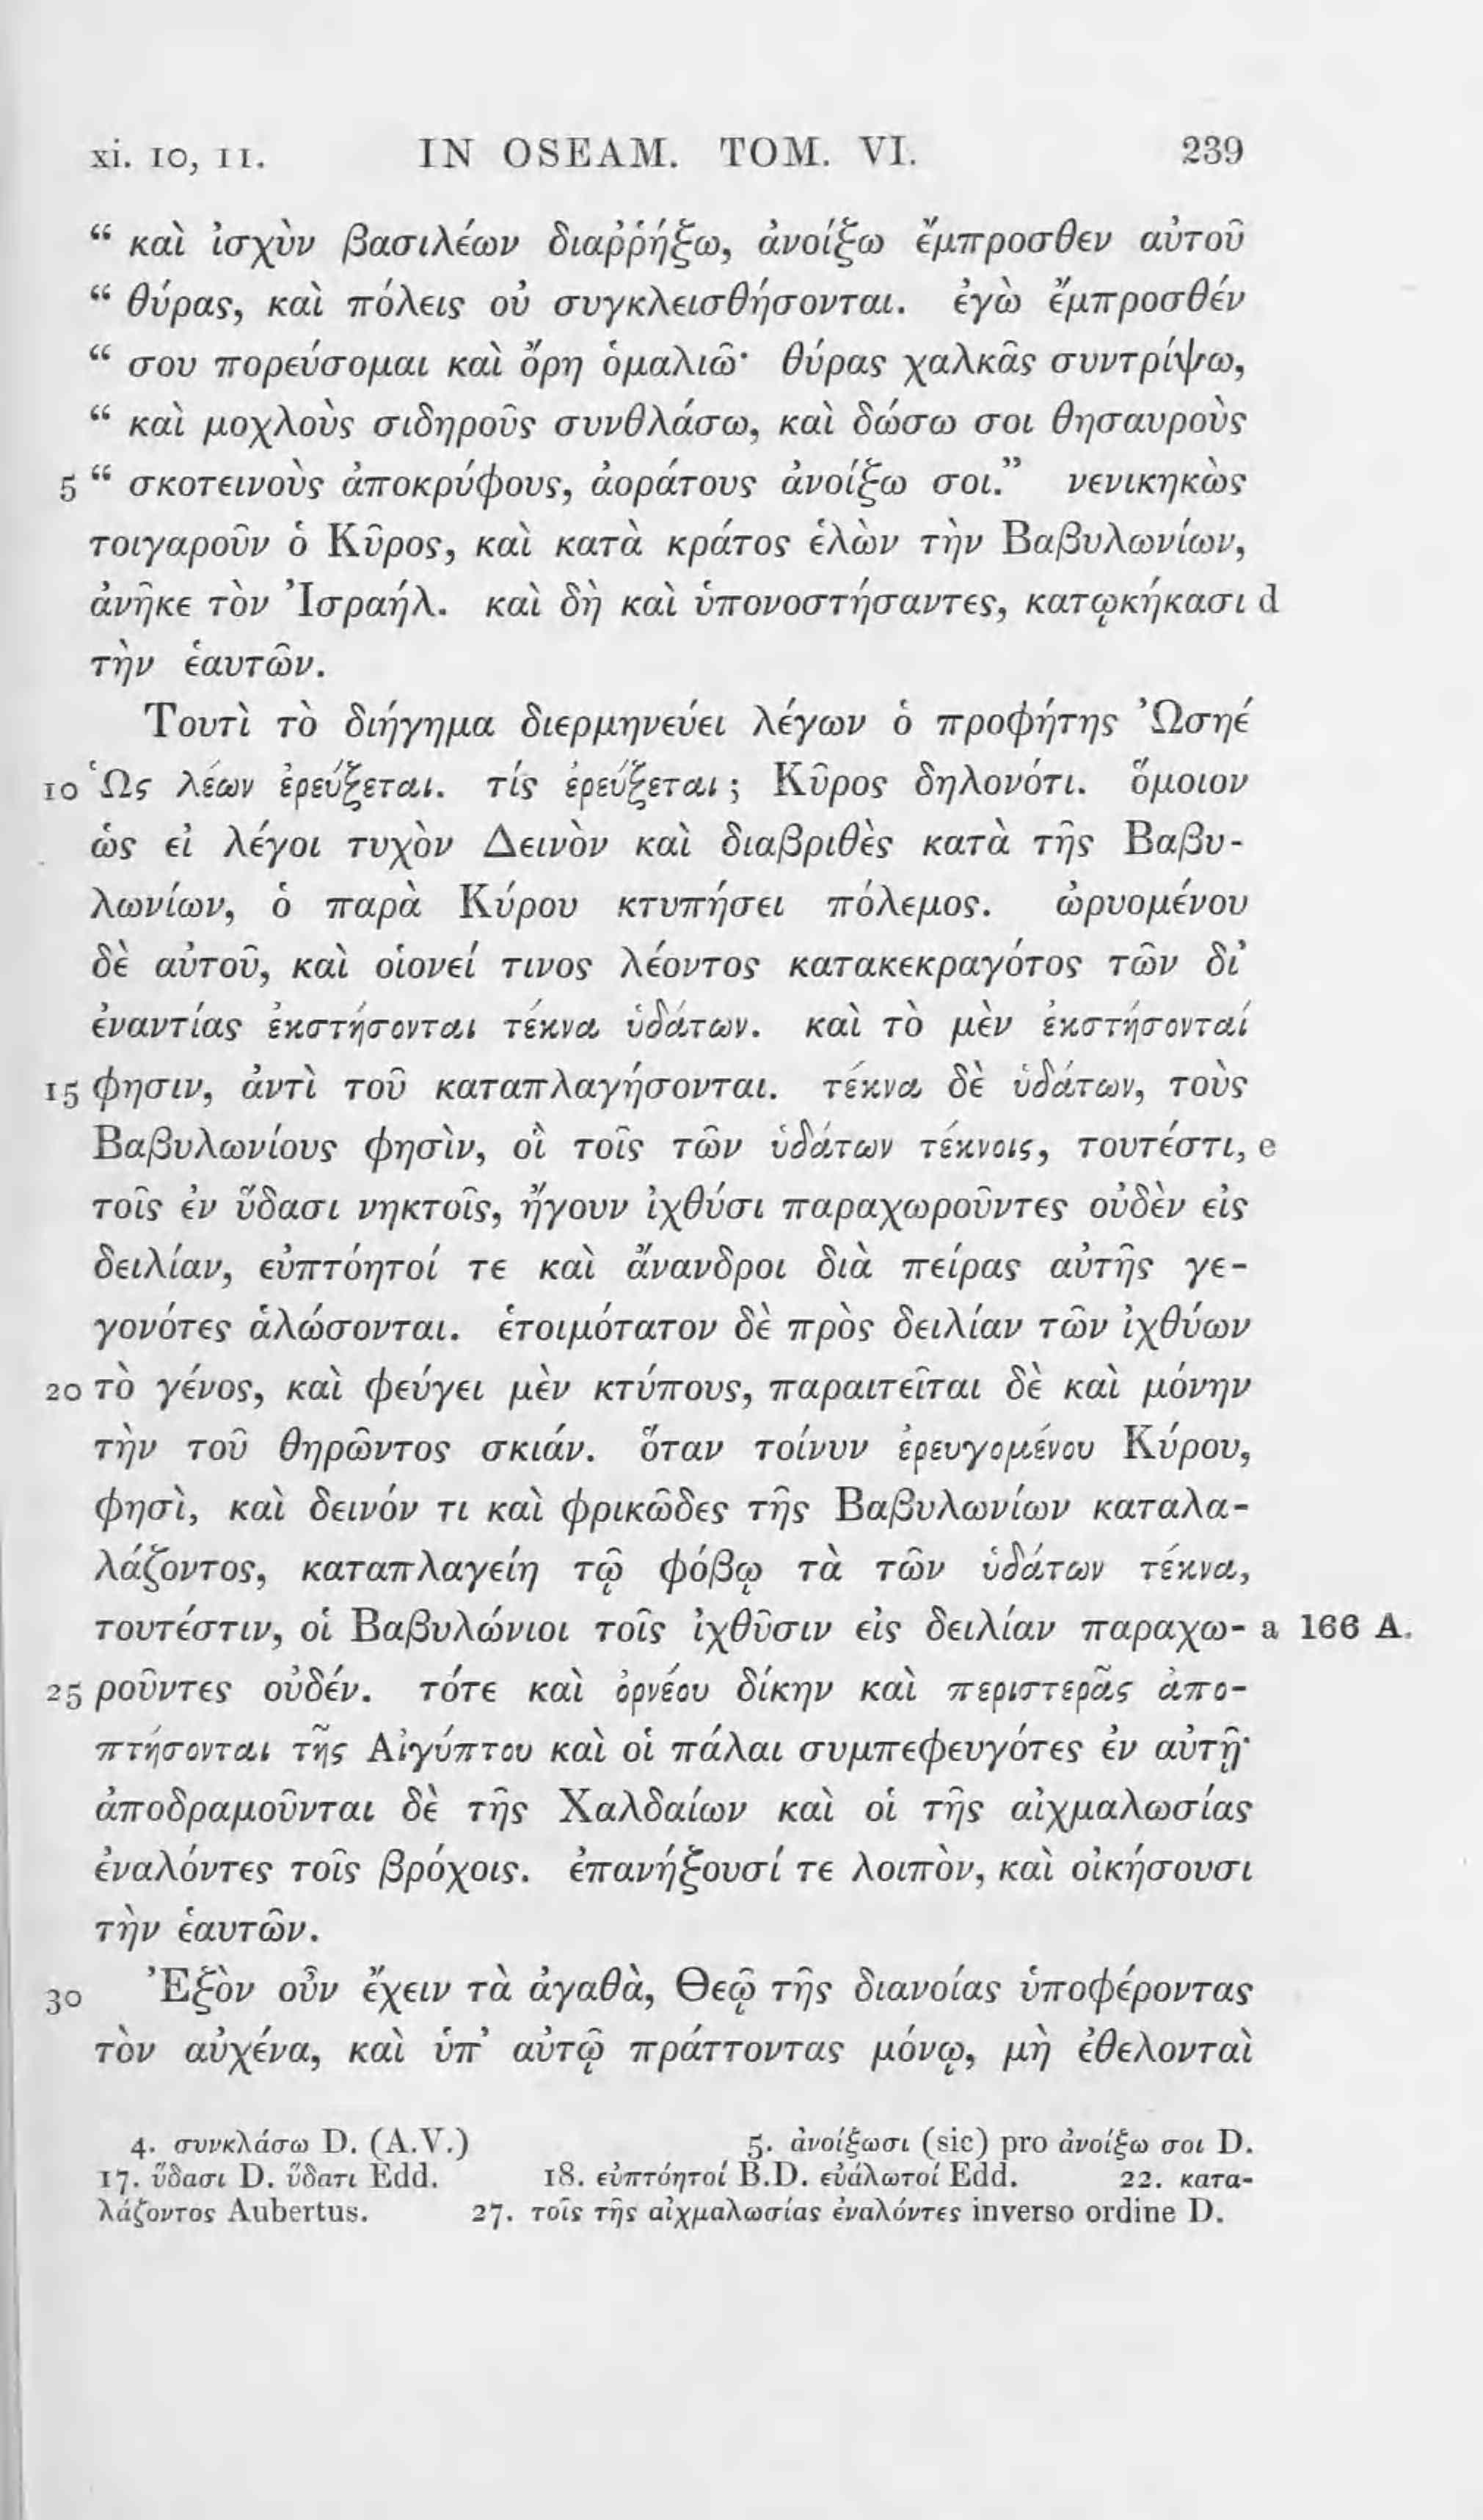 xi. 10, 11. IN OSEAM. TOM. VI. 239
“ καὶ ἰσχὺν βασιλέων διαῤῥήξω, ἀνοίξω ἔμπροσθεν αὐτοῦ
“ θύρας, καὶ πόλεις οὐ συγκλεισθήσονται. ἐγὼ ἔμπροσθέν
“ σου πορεύσομαι καὶ ὄρη ὁμαλιῶ· θύρας χαλκᾶς συντρίψω,
“ καὶ μοχλοὺς σιδηροῦς συνθλάσω, καὶ δώσω σοι θησαυροὺς
5 “ σκοτεινοὺς ἀποκρύφους, ἀοράτους ἀνοίξω σοι.” νενικηκὼς
τοιγαροῦν ὁ Κῦρος, καὶ κατὰ κράτος ἑλὼν τὴν Βαβυλωνίων,
ἀνῆκε τὸν Ἰσραήλ. καὶ δὴ καὶ ὑπονοστήσαντες, κατῳκήκασι d
τὴν ἑαυτῶν.
Τουτὶ τὸ διήγημα διερμηνεύει λέγων ὁ προφήτης Ὠσηέ
10 Ὡς λέων ἐρεύξεται. τίς ἐρεύξεται; Κῦρος δηλονότι. ὅμοιον
ὡς εἰ λέγοι τυχὸν Δεινὸν καὶ διαβριθὲς κατὰ τῆς Βαβυ-
λωνίων, ὁ παρὰ Κύρου κτυπήσει πόλεμος. ὠρυομένου
δὲ αὐτοῦ, καὶ οἱονεί τινος λέοντος κατακεκραγότος τῶν δι’
ἐναντίας ἐκστήσονται τέκνα ὑδάτων. καὶ τὸ μὲν ἐκστήσονταί
15 φησιν, ἀντὶ τοῦ καταπλαγήσονται. τέκνα δὲ ὑδάτων, τοὺς
Βαβυλωνίους φησὶν, οἳ τοῖς τῶν ὑδάτων τέκνοις, τουτέστι, e
τοῖς ἐν ὕδασι νηκτοῖς, ἤγουν ἰχθύσι παραχωροῦντες οὐδὲν εἰς
δειλίαν, εὐπτόητοί τε καὶ ἄνανδροι διὰ πείρας αὐτῆς γε-
γονότες ἁλώσονται. ἑτοιμότατον δὲ πρὸς δειλίαν τῶν ἰχθύων
20 τὸ γένος, καὶ φεύγει μὲν κτύπους, παραιτεῖται δὲ καὶ μόνην
τὴν τοῦ θηρῶντος σκιάν. ὅταν τοίνυν ἐρευγομένου Κύρου,
φησὶ, καὶ δεινόν τι καὶ φρικῶδες τῆς Βαβυλωνίων καταλα-
λάζοντος, καταπλαγείη τῷ φόβῳ τὰ τῶν ὑδάτων τέκνα,
τουτέστιν, οἱ Βαβυλώνιοι τοῖς ἰχθῦσιν εἰς δειλίαν παραχω- a 166 A.
25 ροῦντες οὐδέν. τότε καὶ ὀρνέου δίκην καὶ περιστερᾶς ἀπο-
πτήσονται τῆς Αἰγύπτου καὶ οἱ πάλαι συμπεφευγότες ἐν αὐτῇ·
ἀποδραμοῦνται δὲ τῆς Χαλδαίων καὶ οἱ τῆς αἰχμαλωσίας
ἐναλόντες τοῖς βρόχοις. ἐπανήξουσί τε λοιπὸν, καὶ οἰκήσουσι
τὴν ἑαυτῶν.
30 Ἐξὸν οὖν ἔχειν τὰ ἀγαθὰ, Θεῷ τῆς διανοίας ὑποφέροντας
τὸν αὐχένα, καὶ ὑπ’ αὐτῷ πράττοντας μόνῳ, μὴ ἐθελονταὶ
4. συνκλάσω D. (A.V.) 5. ἀνοίξωσι (sic) pro ἀνοίξω σοι D.
17. ὕδασι D. ὕδατι Edd. 18. εὐπτόητοί B.D. εὐάλωτοί Edd. 22. κατα-
λάζοντος Aubertus. 27. τοῖς τῆς αἰχμαλωσίας ἐναλόντες inverso ordine D.